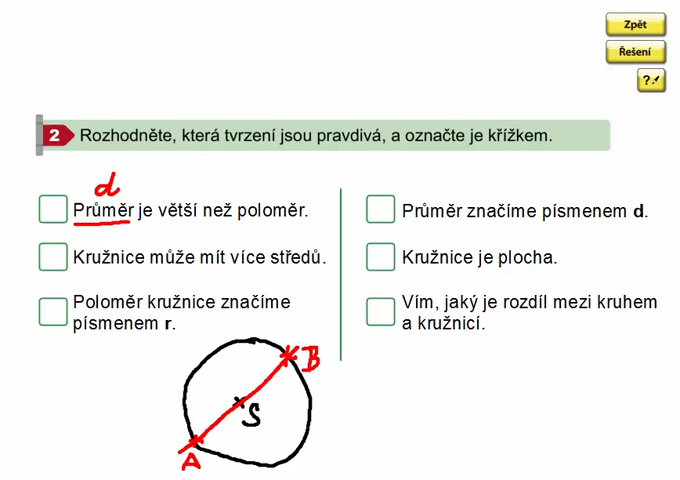 Zpět
Řešení
?
2 Rozhodněte, která tvrzení jsou pravdivá, a označte je křížkem.
d
Průměr je větší než poloměr.
Kružnice může mít více středů.
Poloměr kružnice značíme
písmenem r.
Průměr značíme písmenem d.
Kružnice je plocha.
Vím, jaký je rozdíl mezi kruhem
a kružnicí.
B
S
A